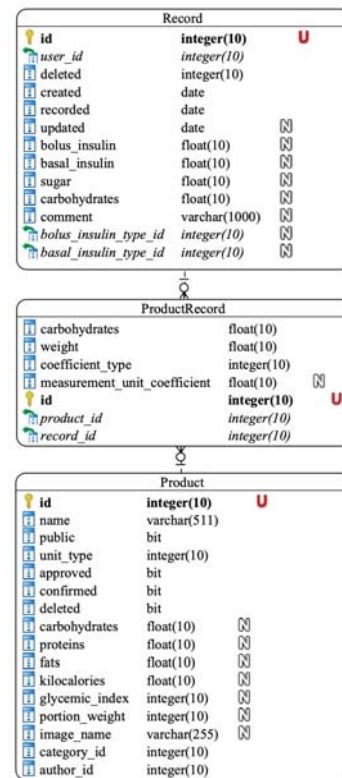 Record
id integer(10) U
user_id integer(10)
deleted integer(10)
created date
recorded date
updated date N
bolus_insulin float(10) N
basal_insulin float(10) N
sugar float(10) N
carbohydrates float(10) N
comment varchar(1000) N
bolus_insulin_type_id integer(10) N
basal_insulin_type_id integer(10) N
ProductRecord
carbohydrates float(10)
weight float(10)
coefficient_type integer(10)
measurement_unit_coefficient float(10) N
id integer(10) U
product_id integer(10)
record_id integer(10)
Product
id integer(10) U
name varchar(511)
public bit
unit_type integer(10)
approved bit
confirmed bit
deleted bit
carbohydrates float(10) N
proteins float(10) N
fats float(10) N
kilocalories float(10) N
glycemic_index integer(10) N
portion_weight integer(10) N
image_name varchar(255) N
category_id integer(10)
author_id integer(10)